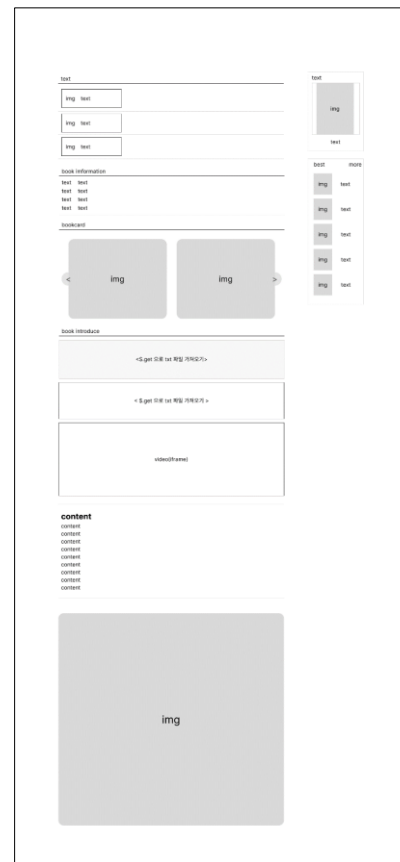 text
img text
img text
img text
book imformation
text text
text text
text text
text text
bookcard
<
img
img
>
book introduce
<$.get 으로 txt 파일 가져오기>
< $.get 으로 txt 파일 가져오기 >
video(iframe)
content
content
content
content
content
content
content
content
content
content
img
text
img
text
best more
img text
img text
img text
img text
img text